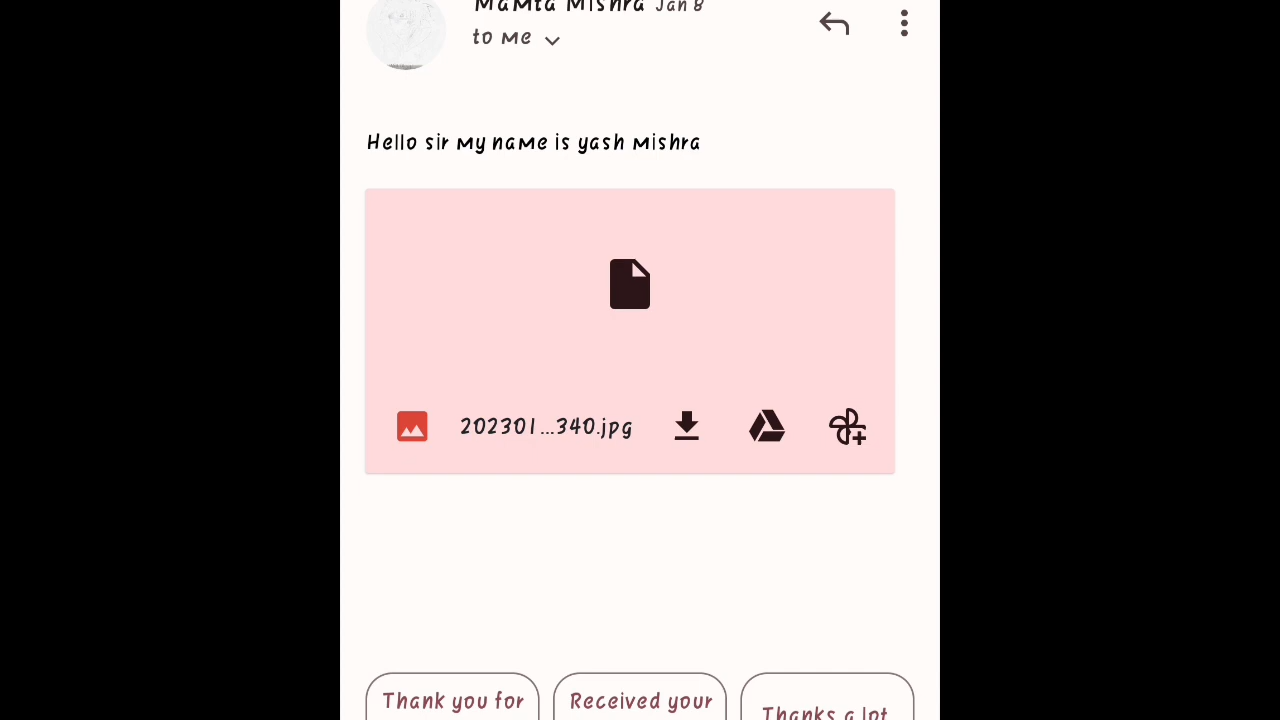 Mamta Mishra Jan 8
to me
Hello sir my name is yash mishra
202301...340.jpg
Thank you for
Received your
Thanks a lot